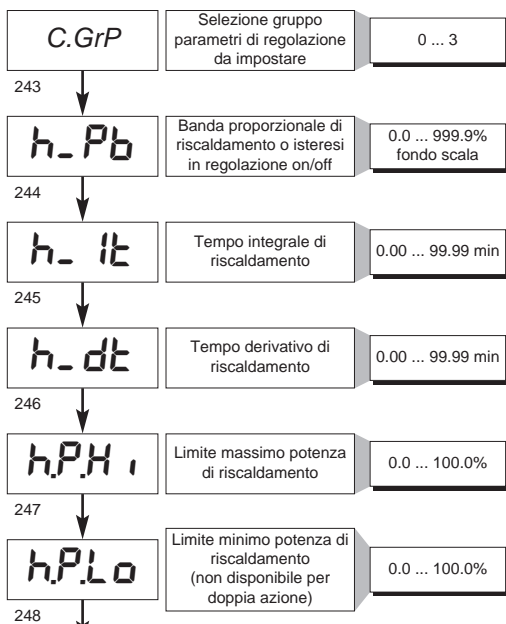 C.GrP
Selezione gruppo
parametri di regolazione
da impostare
0 ... 3
243
h_Pb
Banda proporzionale di
riscaldamento o isteresi
in regolazione on/off
0.0 ... 999.9%
fondo scala
244
h_It
Tempo integrale di
riscaldamento
0.00 ... 99.99 min
245
h_dt
Tempo derivativo di
riscaldamento
0.00 ... 99.99 min
246
h.P.Hi
Limite massimo potenza
di riscaldamento
0.0 ... 100.0%
247
h.P.Lo
Limite minimo potenza di
riscaldamento
(non disponibile per
doppia azione)
0.0 ... 100.0%
248